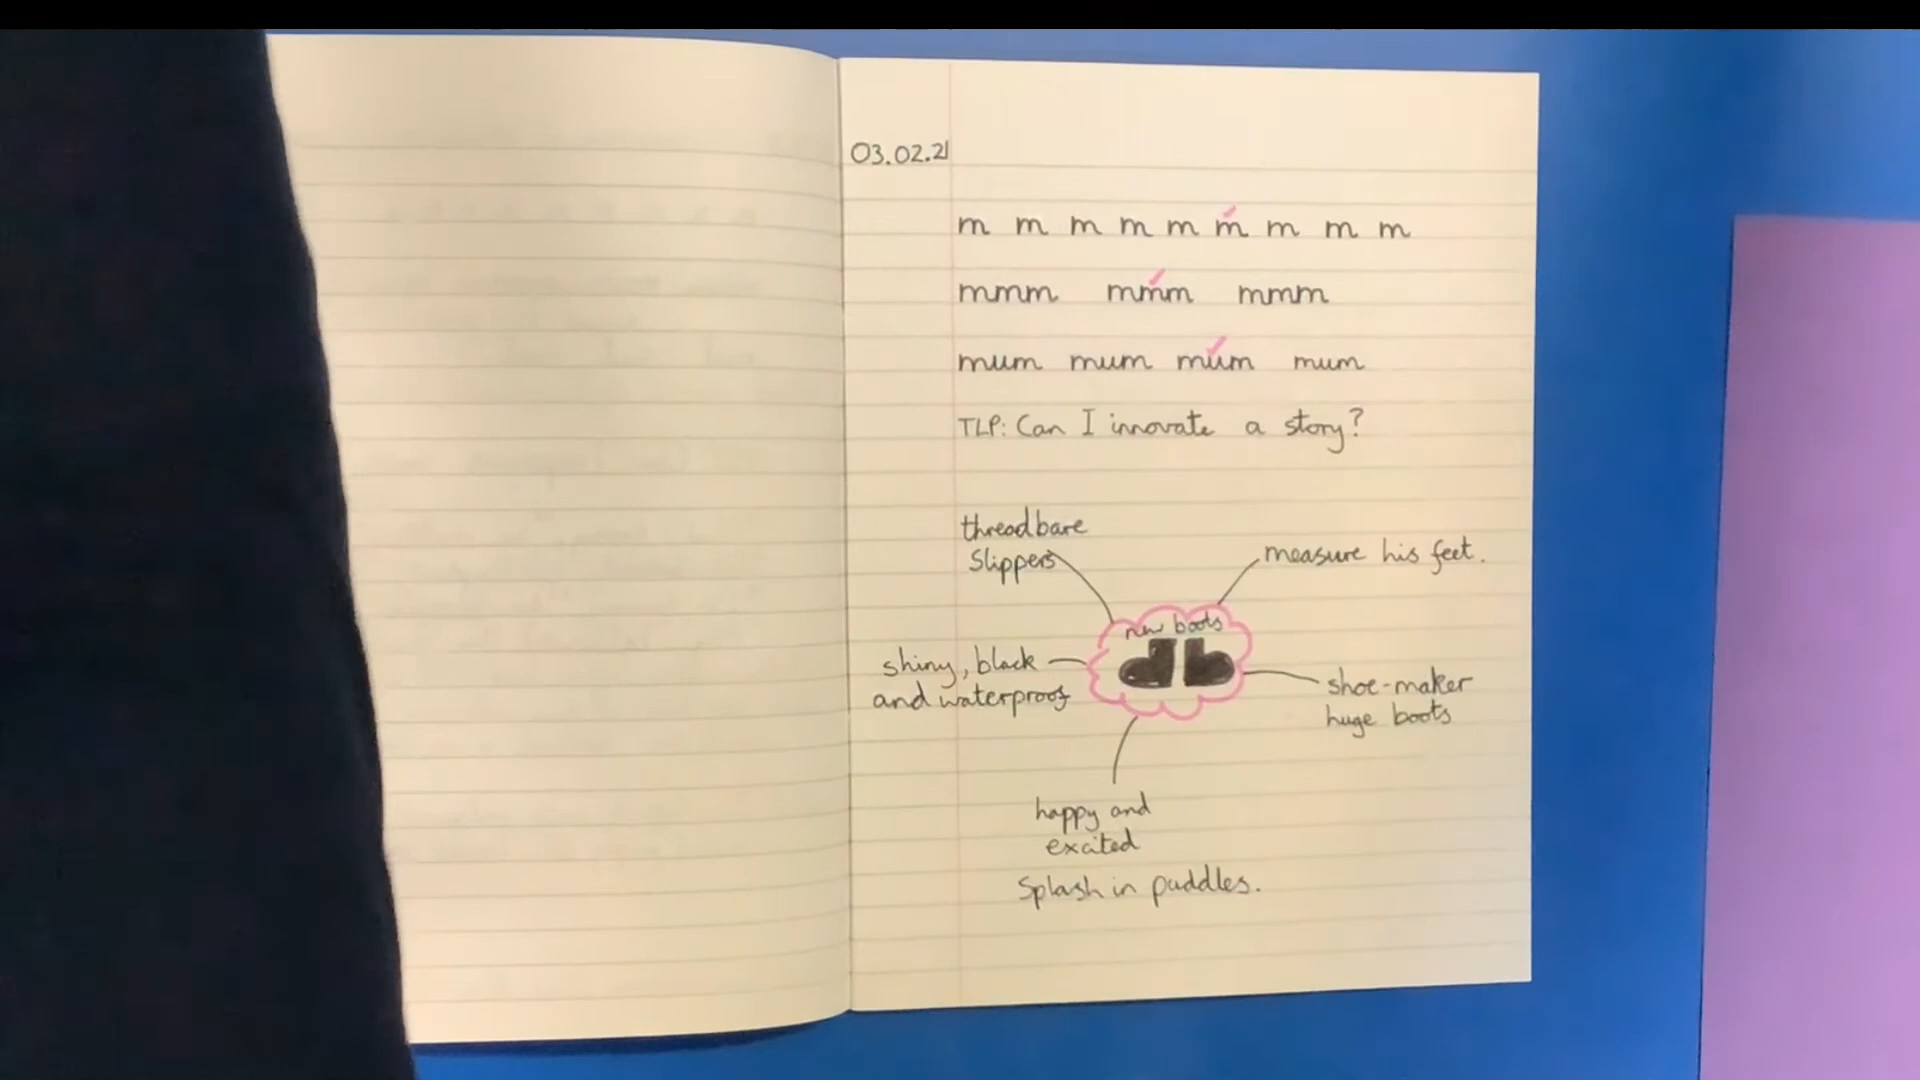 03.02.21
m m m m m m m m m
mmm mmm mmm
mum mum mum mum
TLP: Can I innovate a story?
threadbare
slippers
measure his feet.
new boots
shiny, black
and waterproof
shoe-maker
huge boots
happy and
excited
Splash in puddles.